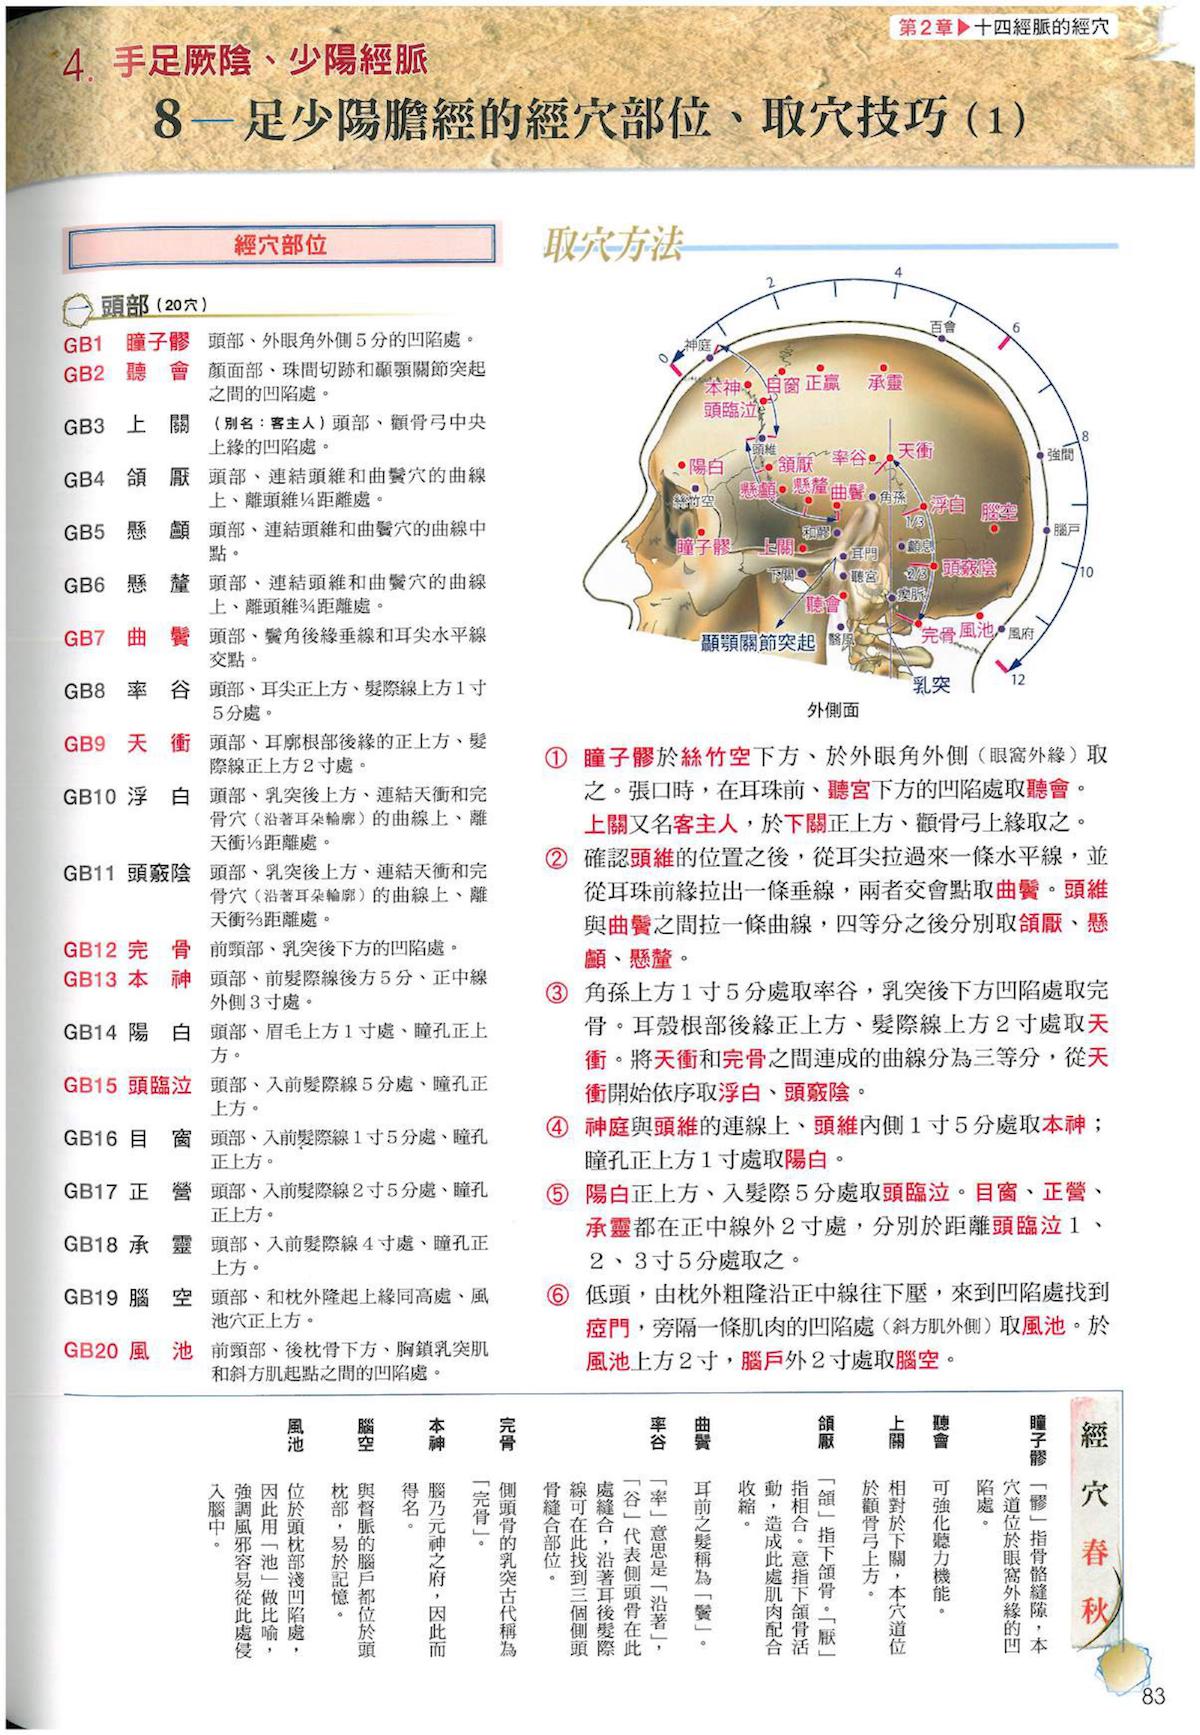 第2章▶十四經脈的經穴
4. 手足厥陰、少陽經脈
8—足少陽膽經的經穴部位、取穴技巧(1)
經穴部位
一 頭部(20穴)
GB1 瞳子髎 頭部、外眼角外側5分的凹陷處。
GB2 聽會 顏面部、珠間切跡和顳顎關節突起
之間的凹陷處。
GB3 上關 (別名:客主人)頭部、顴骨弓中央
上緣的凹陷處。
GB4 頷厭 頭部、連結頭維和曲鬢穴的曲線
上、離頭維¼距離處。
GB5 懸顱 頭部、連結頭維和曲鬢穴的曲線中
點。
GB6 懸釐 頭部、連結頭維和曲鬢穴的曲線
上、離頭維¾距離處。
GB7 曲鬢 頭部、鬢角後緣垂線和耳尖水平線
交點。
GB8 率谷 頭部、耳尖正上方、髮際線上方1寸
5分處。
GB9 天衝 頭部、耳廓根部後緣的正上方、髮
際線正上方2寸處。
GB10 浮白 頭部、乳突後上方、連結天衝和完
骨穴(沿著耳朵輪廓)的曲線上、離
天衝⅓距離處。
GB11 頭竅陰 頭部、乳突後上方、連結天衝和完
骨穴(沿著耳朵輪廓)的曲線上、離
天衝⅔距離處。
GB12 完骨 前頸部、乳突後下方的凹陷處。
GB13 本神 頭部、前髮際線後方5分、正中線
外側3寸處。
GB14 陽白 頭部、眉毛上方1寸處、瞳孔正上
方。
GB15 頭臨泣 頭部、入前髮際線5分處、瞳孔正
上方。
GB16 目窗 頭部、入前髮際線1寸5分處、瞳孔
正上方。
GB17 正營 頭部、入前髮際線2寸5分處、瞳孔
正上方。
GB18 承靈 頭部、入前髮際線4寸處、瞳孔正
上方。
GB19 腦空 頭部、和枕外隆起上緣同高處、風
池穴正上方。
GB20 風池 前頸部、後枕骨下方、胸鎖乳突肌
和斜方肌起點之間的凹陷處。
取穴方法
0
2
4
6
8
10
12
神庭
百會
強間
腦戶
風府
本神
目窗
正贏
承靈
頭臨泣
頭維
陽白
頷厭
率谷
天衝
絲竹空
懸顱
懸釐
曲鬢
角孫
浮白
1/3
腦空
瞳子髎
上關
和髎
耳門
顱息
下關
聽宮
2/3
頭竅陰
聽會
瘈脈
翳風
完骨
風池
顳顎關節突起
乳突
外側面
① 瞳子髎於絲竹空下方、於外眼角外側(眼窩外緣)取
之。張口時,在耳珠前、聽宮下方的凹陷處取聽會。
上關又名客主人,於下關正上方、顴骨弓上緣取之。
② 確認頭維的位置之後,從耳尖拉過來一條水平線,並
從耳珠前緣拉出一條垂線,兩者交會點取曲鬢。頭維
與曲鬢之間拉一條曲線,四等分之後分別取頷厭、懸
顱、懸釐。
③ 角孫上方1寸5分處取率谷,乳突後下方凹陷處取完
骨。耳殼根部後緣正上方、髮際線上方2寸處取天
衝。將天衝和完骨之間連成的曲線分為三等分,從天
衝開始依序取浮白、頭竅陰。
④ 神庭與頭維的連線上、頭維內側1寸5分處取本神;
瞳孔正上方1寸處取陽白。
⑤ 陽白正上方、入髮際5分處取頭臨泣。目窗、正營、
承靈都在正中線外2寸處,分別於距離頭臨泣1、
2、3寸5分處取之。
⑥ 低頭,由枕外粗隆沿正中線往下壓,來到凹陷處找到
瘂門,旁隔一條肌肉的凹陷處(斜方肌外側)取風池。於
風池上方2寸,腦戶外2寸處取腦空。
經穴春秋
瞳子髎 「髎」指骨骼縫隙,本
穴道位於眼窩外緣的凹
陷處。
聽會 可強化聽力機能。
上關 相對於下關,本穴道位
於顴骨弓上方。
頷厭 「頷」指下頷骨。「厭」
指相合。意指下頷骨活
動,造成此處肌肉配合
收縮。
曲鬢 耳前之髮稱為「鬢」。
率谷 「率」意思是「沿著」,
「谷」代表側頭骨在此
處縫合,沿著耳後髮際
線可在此找到三個側頭
骨縫合部位。
完骨 側頭骨的乳突古代稱為
「完骨」。
本神 腦乃元神之府,因此而
得名。
腦空 與督脈的腦戶都位於頭
枕部,易於記憶。
風池 位於頭枕部淺凹陷處,
因此用「池」做比喻,
強調風邪容易從此處侵
入腦中。
83